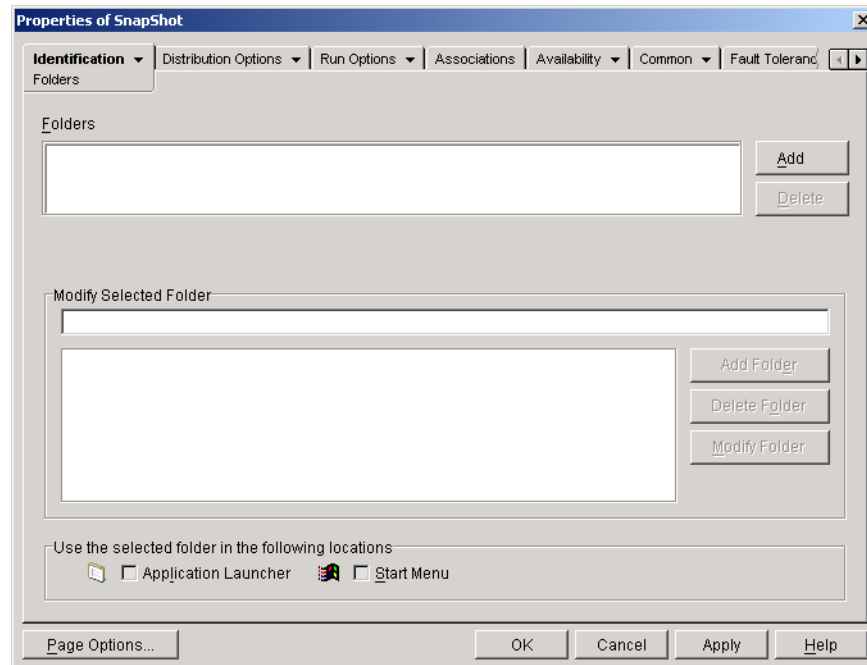 Properties of SnapShot
Identification Distribution Options Run Options Associations Availability Common Fault Toleranc
Folders
Folders
Add
Delete
Modify Selected Folder
Add Folder
Delete Folder
Modify Folder
Use the selected folder in the following locations
Application Launcher Start Menu
Page Options... OK Cancel Apply Help